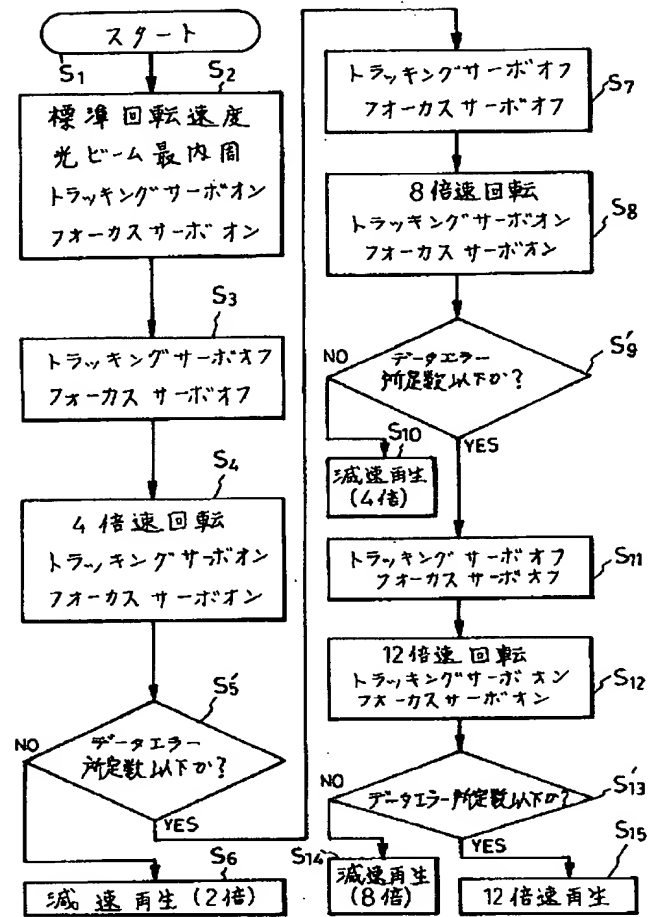 スタート
S1
S2
標準回転速度
光ビーム最内周
トラッキングサーボオン
フォーカスサーボオン
S3
トラッキングサーボオフ
フォーカスサーボオフ
S4
4倍速回転
トラッキングサーボオン
フォーカスサーボオン
S5'
データエラー
所定数以下か?
NO
YES
S6
減速再生(2倍)
S7
トラッキングサーボオフ
フォーカスサーボオフ
S8
8倍速回転
トラッキングサーボオン
フォーカスサーボオン
S9'
データエラー
所定数以下か?
NO
YES
S10
減速再生
(4倍)
S11
トラッキングサーボオフ
フォーカスサーボオフ
S12
12倍速回転
トラッキングサーボオン
フォーカスサーボオン
S13'
データエラー所定数以下か?
NO
YES
S14
減速再生
(8倍)
S15
12倍速再生